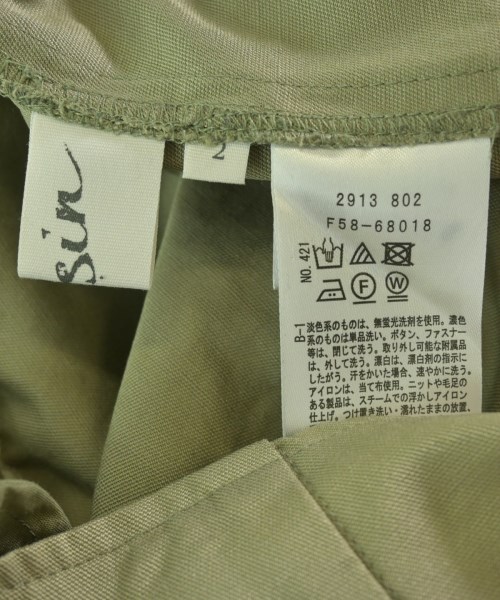 sin
2
2913 802
F58-68018
NO. 421
F W
B-1
淡色系のものは、無蛍光洗剤を使用。濃色
系のものは単品洗い。ボタン、ファスナー
等は、閉じて洗う。取り外し可能な附属品
は、外して洗う。漂白は、漂白剤の指示に
したがう。汗をかいた場合、速やかに洗う。
アイロンは、当て布使用。ニットや毛足の
ある製品は、スチームでの浮かしアイロン
仕上げ。つけ置き洗い・濡れたままの放置、